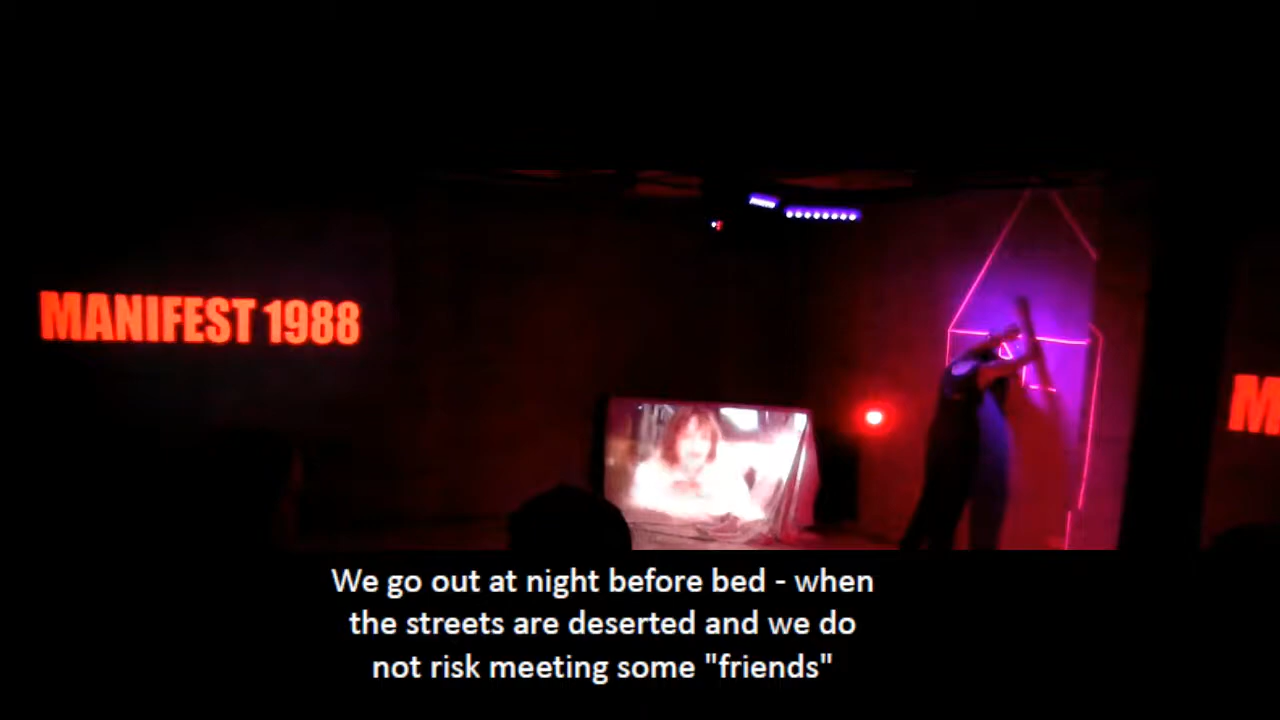 MANIFEST 1988
M
We go out at night before bed - when
the streets are deserted and we do
not risk meeting some "friends"